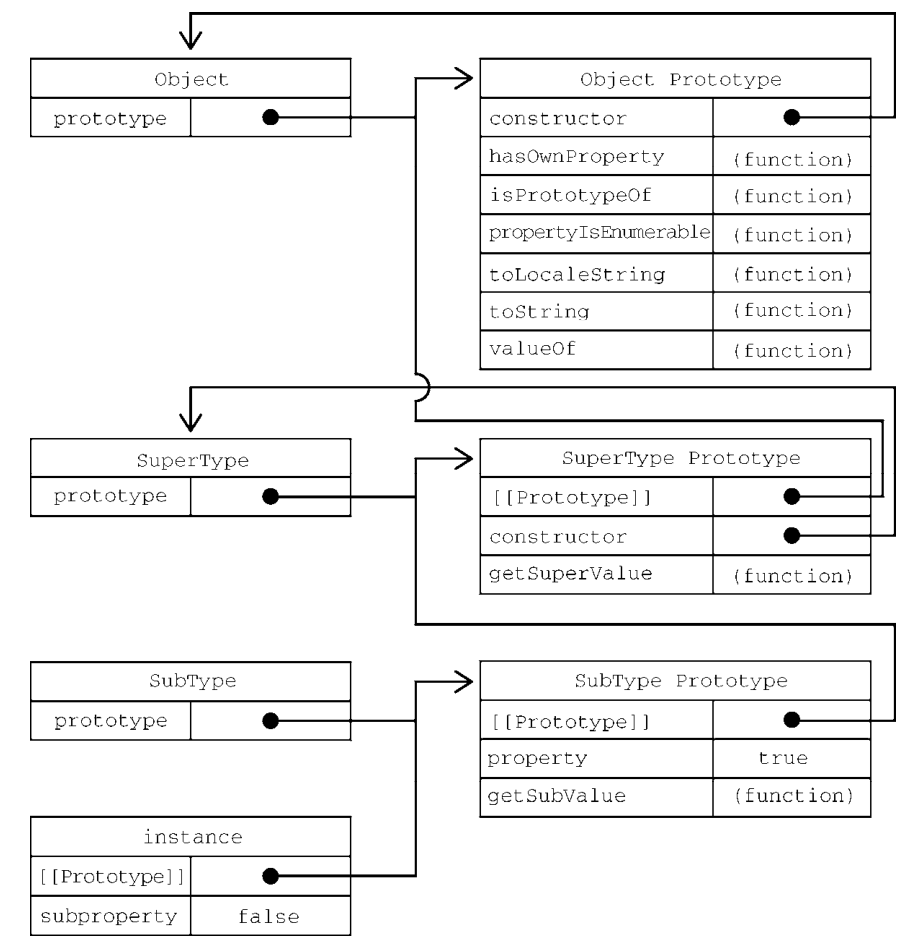 Object
prototype
Object Prototype
constructor
hasOwnProperty (function)
isPrototypeOf (function)
propertyIsEnumerable (function)
toLocaleString (function)
toString (function)
valueOf (function)
SuperType
prototype
SuperType Prototype
[[Prototype]]
constructor
getSuperValue (function)
SubType
prototype
SubType Prototype
[[Prototype]]
property true
getSubValue (function)
instance
[[Prototype]]
subproperty false